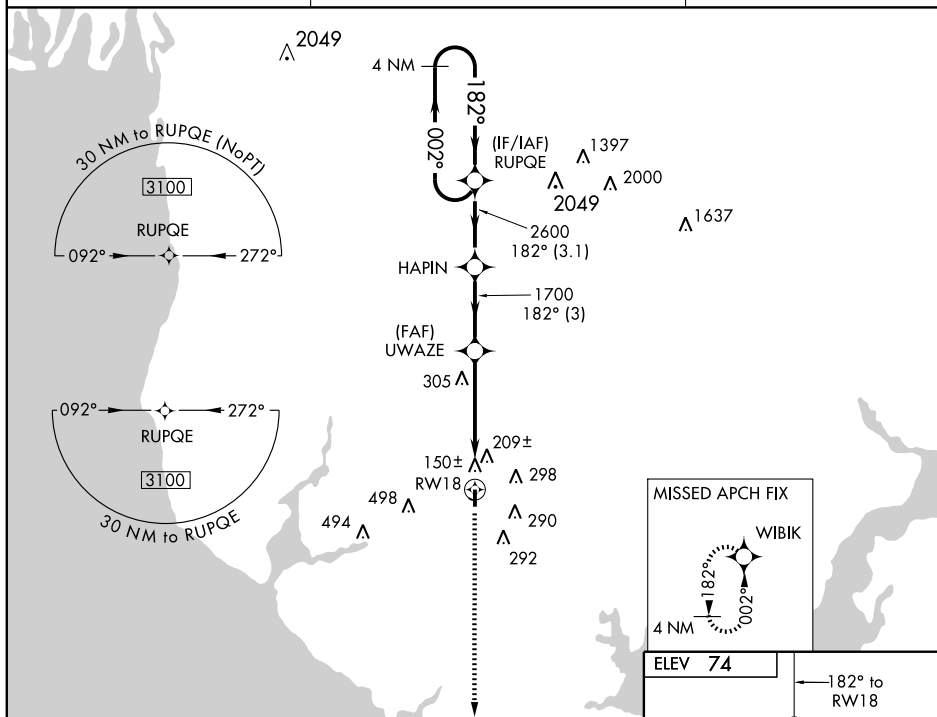 2049
4 NM
182°
002°
(IF/IAF)
RUPQE
1397
2000
2049
1637
30 NM to RUPQE (NoPT)
3100
RUPQE
092°
272°
2600
182° (3.1)
HAPIN
1700
182° (3)
(FAF)
UWAZE
305
092°
272°
RUPQE
3100
30 NM to RUPQE
209±
150±
RW18
298
498
290
494
292
MISSED APCH FIX
WIBIK
182°
002°
4 NM
ELEV 74
182° to
RW18